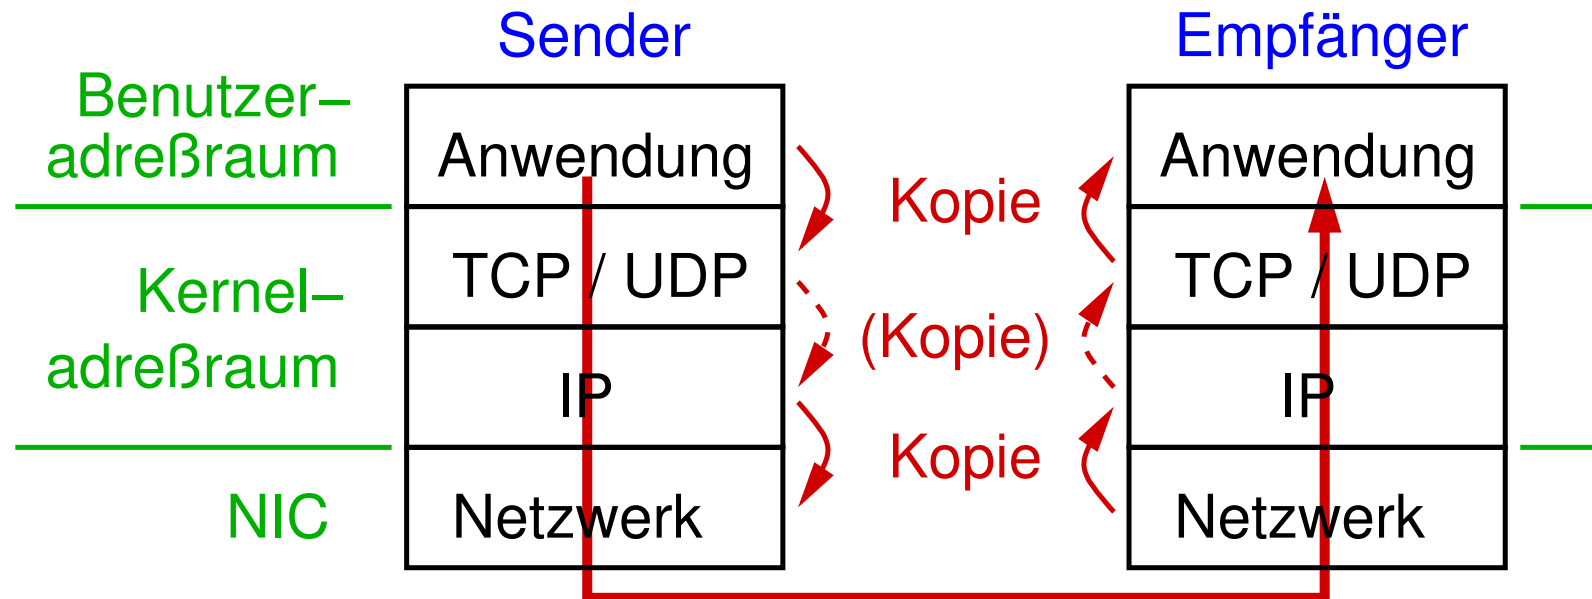 Sender
Empfänger
Benutzer–
adreßraum
Anwendung
Kopie
Anwendung
TCP / UDP
TCP / UDP
Kernel–
adreßraum
(Kopie)
IP
IP
Kopie
NIC
Netzwerk
Netzwerk